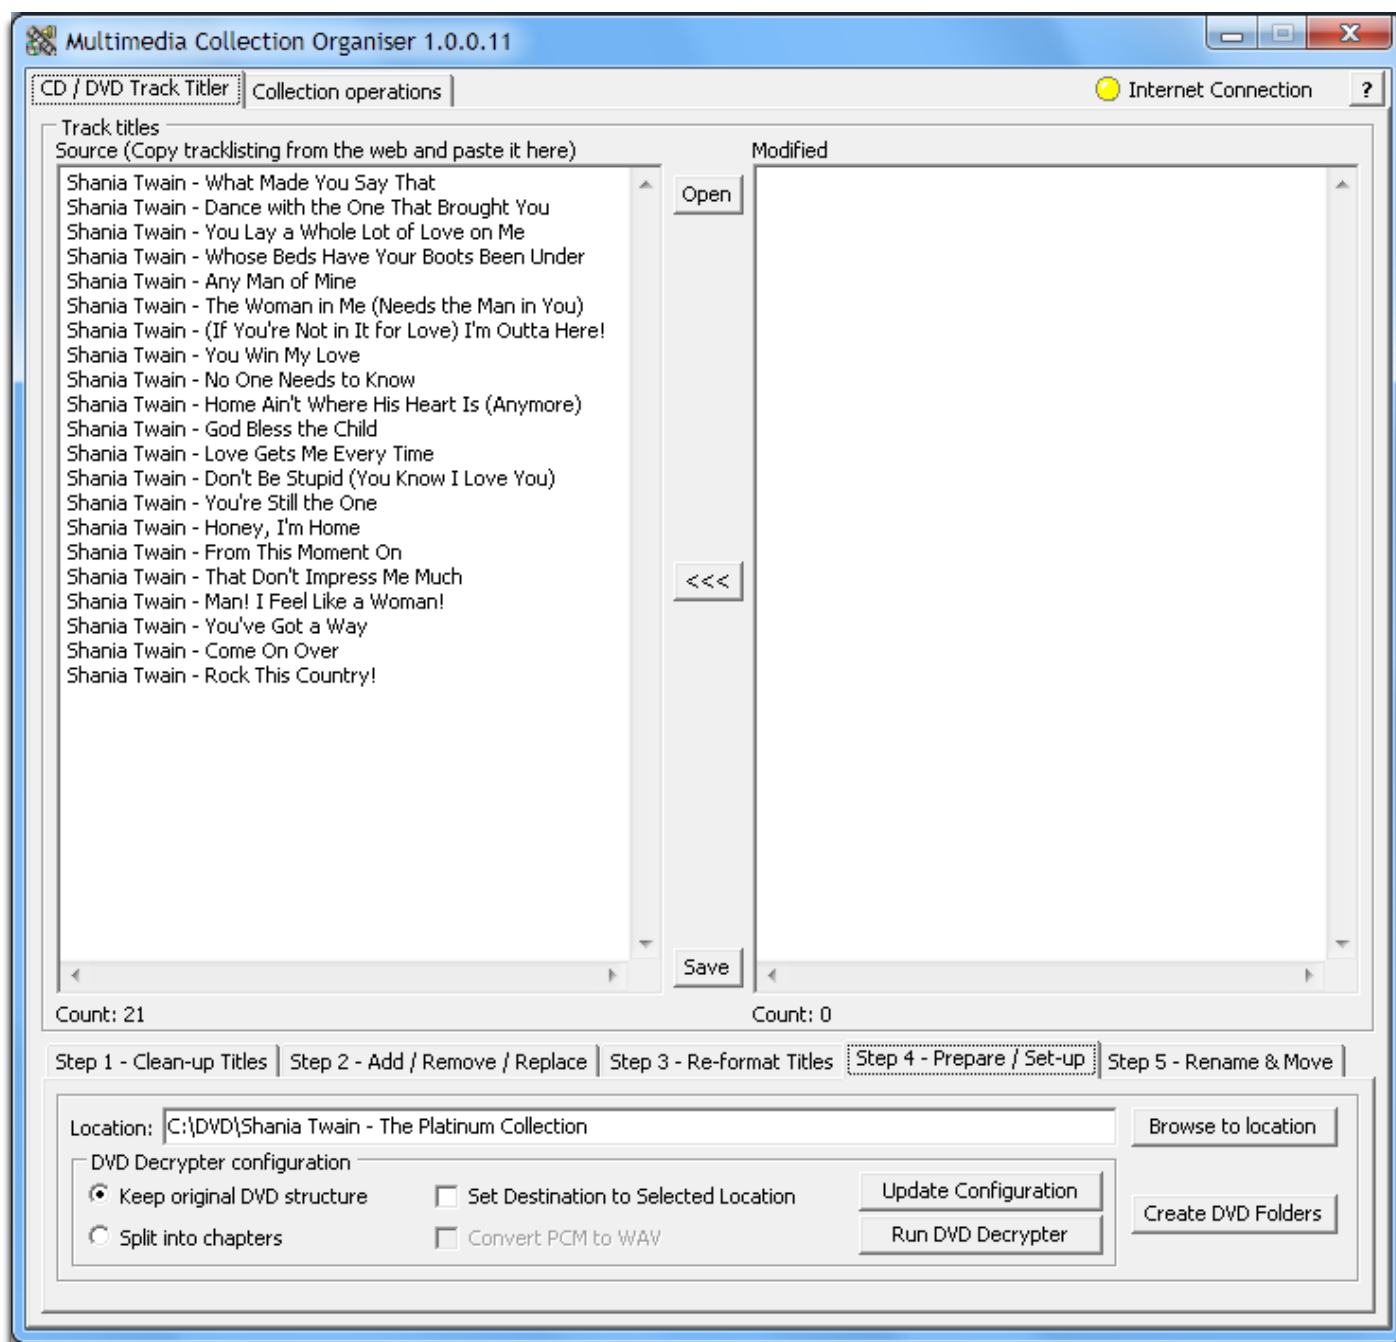 Multimedia Collection Organiser 1.0.0.11
CD / DVD Track Titler
Collection operations
Internet Connection
?
Track titles
Source (Copy tracklisting from the web and paste it here)
Modified
Shania Twain - What Made You Say That
Shania Twain - Dance with the One That Brought You
Shania Twain - You Lay a Whole Lot of Love on Me
Shania Twain - Whose Beds Have Your Boots Been Under
Shania Twain - Any Man of Mine
Shania Twain - The Woman in Me (Needs the Man in You)
Shania Twain - (If You're Not in It for Love) I'm Outta Here!
Shania Twain - You Win My Love
Shania Twain - No One Needs to Know
Shania Twain - Home Ain't Where His Heart Is (Anymore)
Shania Twain - God Bless the Child
Shania Twain - Love Gets Me Every Time
Shania Twain - Don't Be Stupid (You Know I Love You)
Shania Twain - You're Still the One
Shania Twain - Honey, I'm Home
Shania Twain - From This Moment On
Shania Twain - That Don't Impress Me Much
Shania Twain - Man! I Feel Like a Woman!
Shania Twain - You've Got a Way
Shania Twain - Come On Over
Shania Twain - Rock This Country!
Open
<<<
Save
Count: 21
Count: 0
Step 1 - Clean-up Titles
Step 2 - Add / Remove / Replace
Step 3 - Re-format Titles
Step 4 - Prepare / Set-up
Step 5 - Rename & Move
Location:
C:\DVD\Shania Twain - The Platinum Collection
Browse to location
DVD Decrypter configuration
Keep original DVD structure
Set Destination to Selected Location
Update Configuration
Create DVD Folders
Split into chapters
Convert PCM to WAV
Run DVD Decrypter